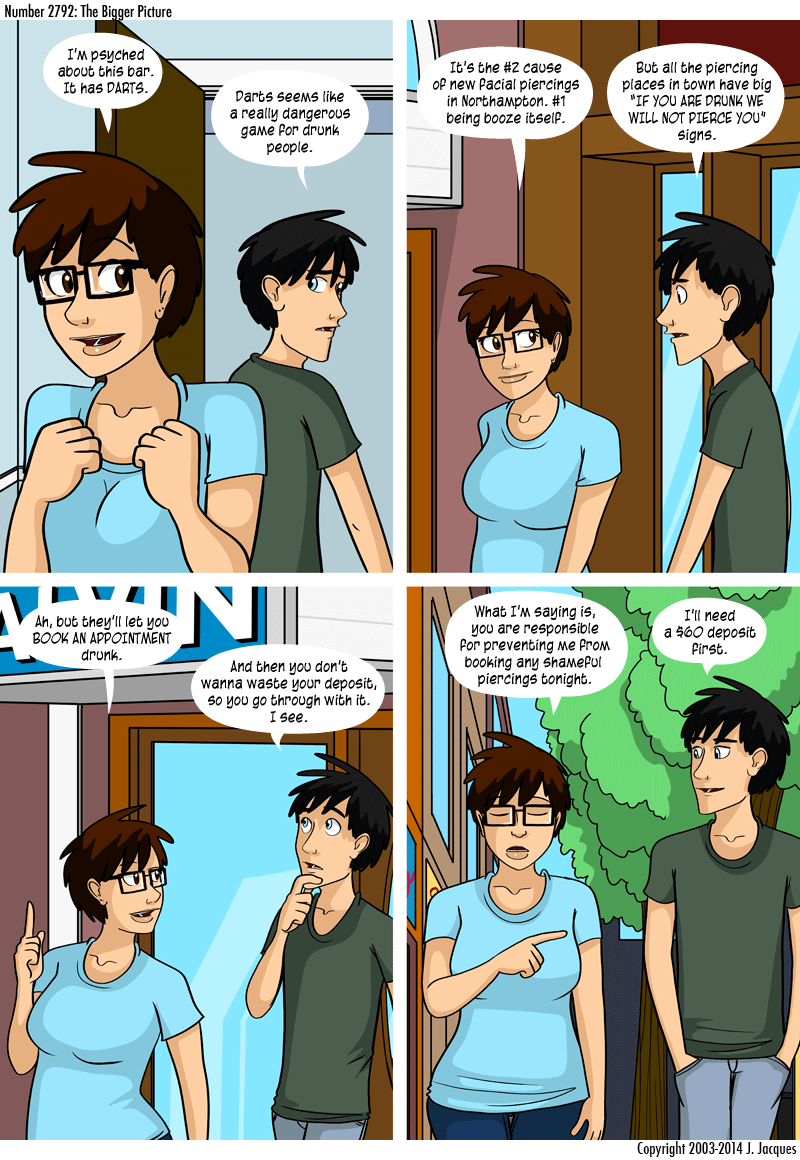 Number 2792: The Bigger Picture
I'm psyched
about this bar.
It has DARTS.
Darts seems like
a really dangerous
game for drunk
people.
It's the #2 cause
of new facial piercings
in Northampton. #1
being booze itself.
But all the piercing
places in town have big
"IF YOU ARE DRUNK WE
WILL NOT PIERCE YOU"
signs.
Ah, but they'll let you
BOOK AN APPOINTMENT
drunk.
And then you don't
wanna waste your deposit,
so you go through with it.
I see.
What I'm saying is,
you are responsible
for preventing me from
booking any shameful
piercings tonight.
I'll need
a $60 deposit
first.
Copyright 2003-2014 J. Jacques